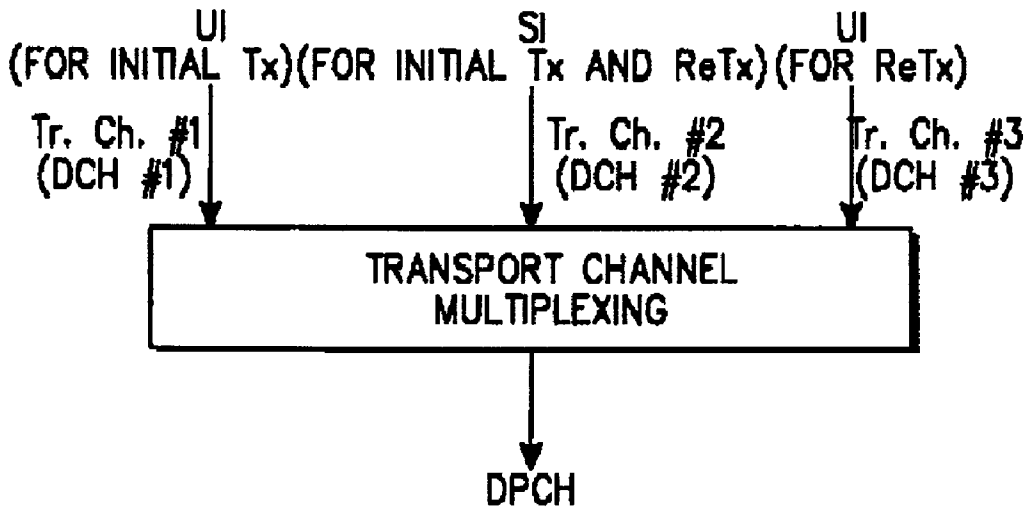 UI SI UI
(FOR INITIAL Tx) (FOR INITIAL Tx AND ReTx) (FOR ReTx)
Tr. Ch. #1 Tr. Ch. #2 Tr. Ch. #3
(DCH #1) (DCH #2) (DCH #3)
TRANSPORT CHANNEL
MULTIPLEXING
DPCH